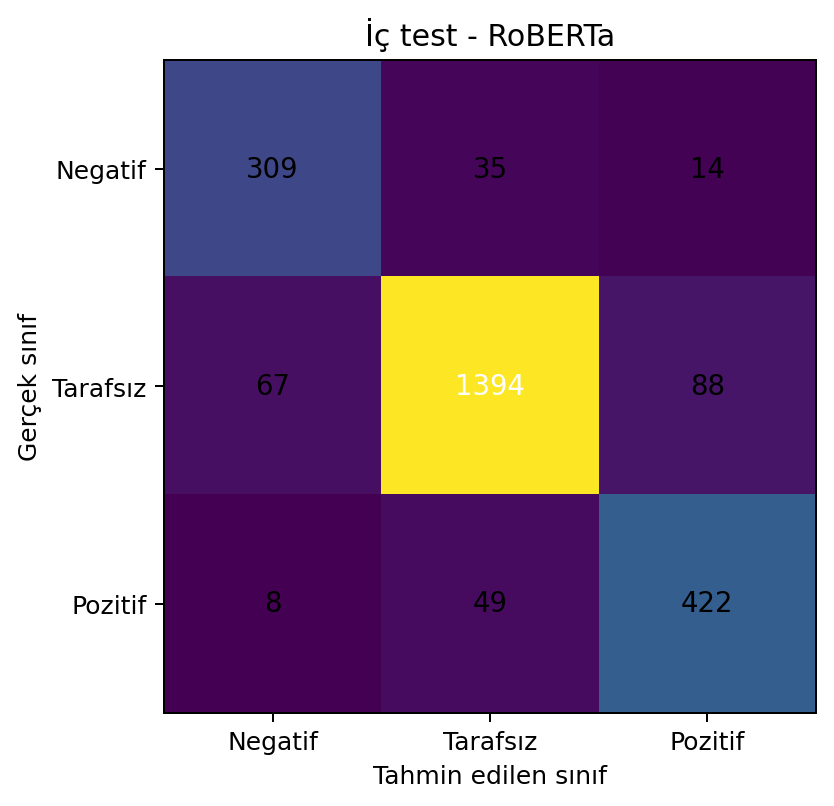 İç test - RoBERTa
Negatif 309 35 14
Tarafsız 67 1394 88
Pozitif 8 49 422
Negatif Tarafsız Pozitif
Tahmin edilen sınıf
Gerçek sınıf